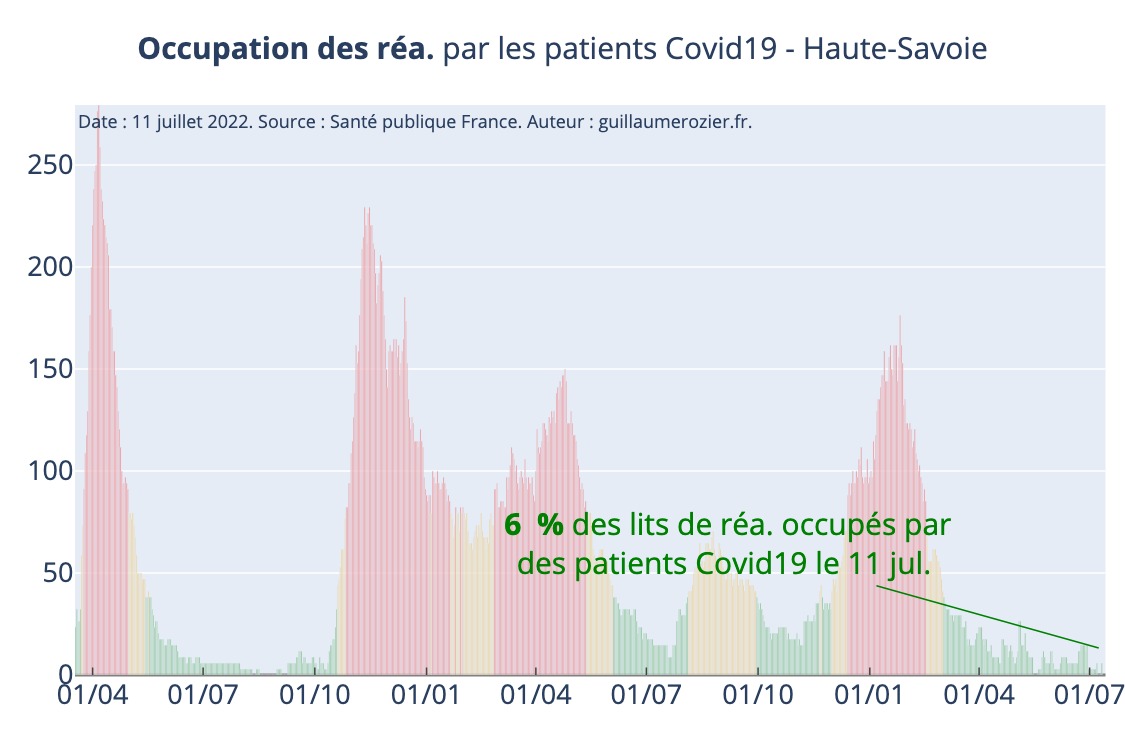 Occupation des réa. par les patients Covid19 - Haute-Savoie
Date : 11 juillet 2022. Source : Santé publique France. Auteur : guillaumerozier.fr.
250
200
150
100
50
0
6 % des lits de réa. occupés par
des patients Covid19 le 11 jul.
01/04 01/07 01/10 01/01 01/04 01/07 01/10 01/01 01/04 01/07